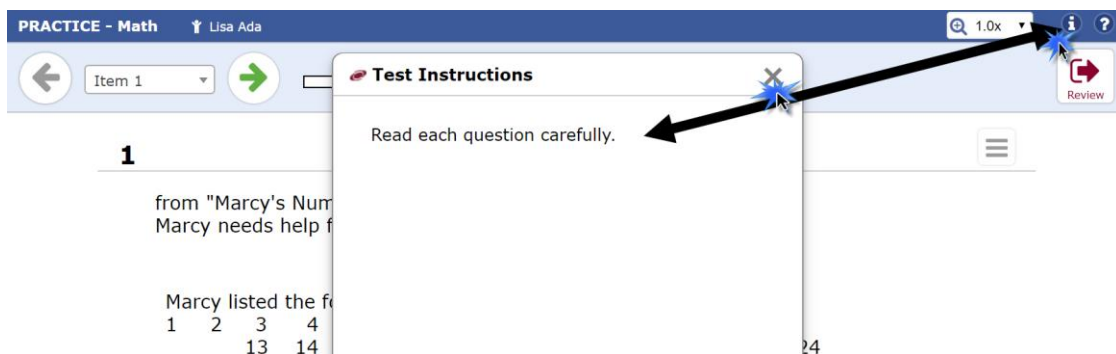 PRACTICE - Math Lisa Ada 1.0x
Item 1
Test Instructions
Review
Read each question carefully.
1
from "Marcy's Num
Marcy needs help f
Marcy listed the fo
1 2 3 4
13 14 24